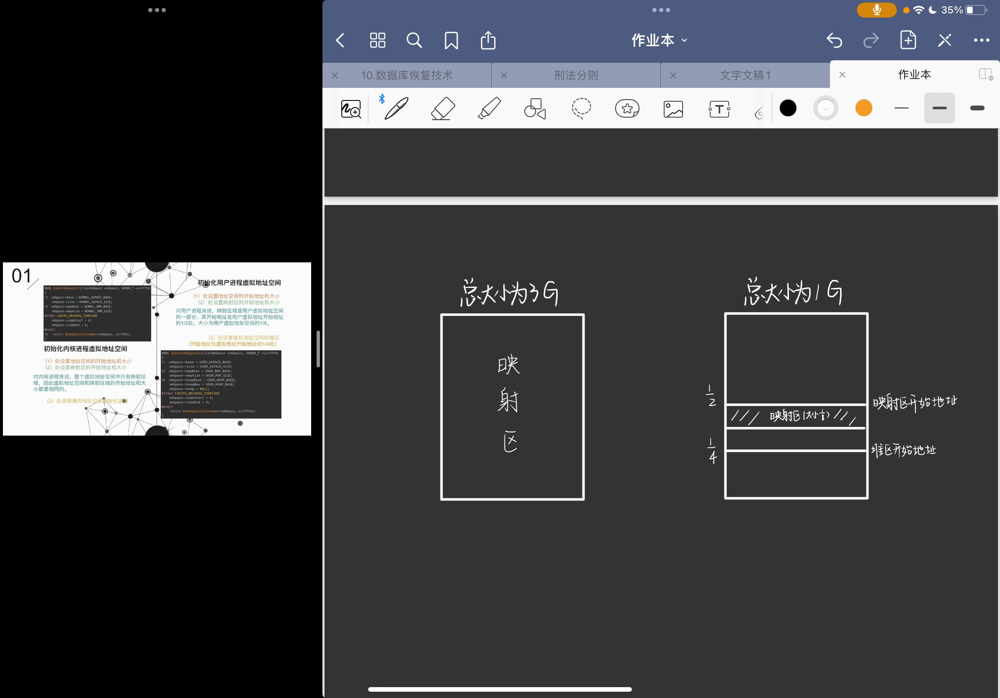 35%
作业本
10.数据库恢复技术
刑法分则
文字文稿 1
作业本
01
BOOL OsKernVmSpaceInit(LosVmSpace *vmSpace, VADDR_T *virtTtb)
{
(1) vmSpace->base = KERNEL_ASPACE_BASE;
vmSpace->size = KERNEL_ASPACE_SIZE;
(2) vmSpace->mapBase = KERNEL_VMM_BASE;
vmSpace->mapSize = KERNEL_VMM_SIZE;
#ifdef LOSCFG_DRIVERS_TZDRIVER
vmSpace->codeStart = 0;
vmSpace->codeEnd = 0;
#endif
(3) return OsVmSpaceInitCommon(vmSpace, virtTtb);
}
初始化内核进程虚拟地址空间
（1）处设置地址空间的开始地址和大小
（2）处设置映射区的开始地址和大小
对内核进程来说，整个虚拟地址空间中只有映射区
域，因此虚拟地址空间和映射区域的开始地址和大
小都是相同的。
（3）处调用通用地址空间初始化函数
初始化用户进程虚拟地址空间
（1）处设置地址空间的开始地址和大小
（2）处设置映射区的开始地址和大小
对用户进程来说，映射区域是用户虚拟地址空间
的一部分，其开始地址在用户虚拟地址开始地址
的1/2处，大小为用户虚拟地址空间的1/8。
（3）处设置虚拟地址空间的堆区
（开始地址为虚拟地址开始地址的1/4处）
BOOL OsUserVmSpaceInit(LosVmSpace *vmSpace, VADDR_T *virtTtb)
{
(1) vmSpace->base = USER_ASPACE_BASE;
vmSpace->size = USER_ASPACE_SIZE;
(2) vmSpace->mapBase = USER_MAP_BASE;
vmSpace->mapSize = USER_MAP_SIZE;
(3) vmSpace->heapBase = USER_HEAP_BASE;
vmSpace->heapNow = USER_HEAP_BASE;
vmSpace->heap = NULL;
#ifdef LOSCFG_DRIVERS_TZDRIVER
vmSpace->codeStart = 0;
vmSpace->codeEnd = 0;
#endif
return OsVmSpaceInitCommon(vmSpace, virtTtb);
}
总大小为3G
映
射
区
总大小为1G
1/2
映射区开始地址
映射区(大小1/8)
1/4
堆区开始地址